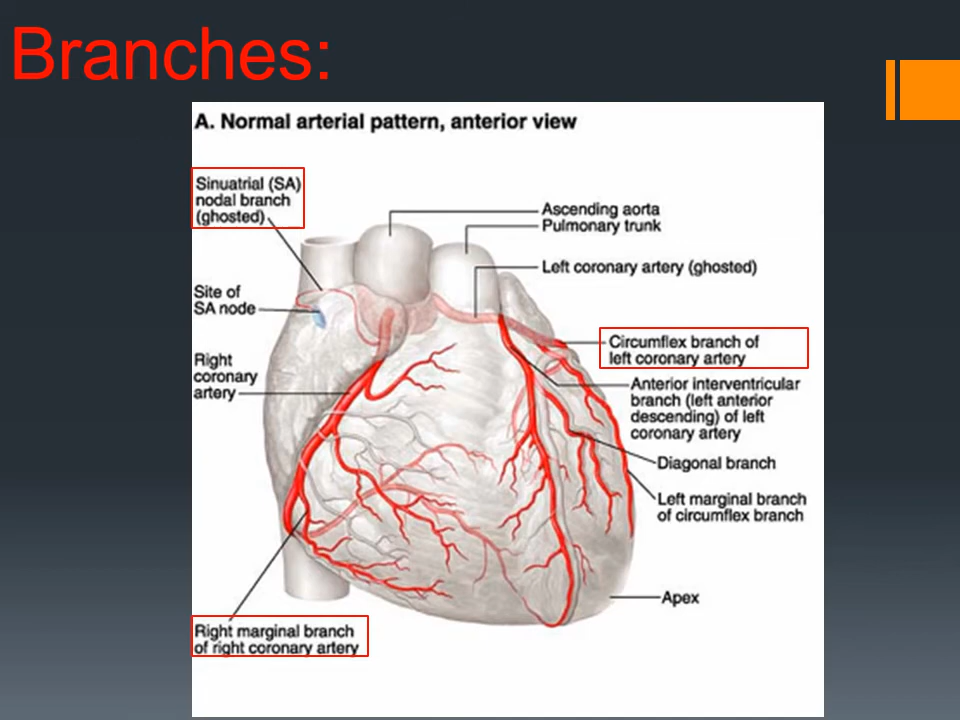 Branches:
A. Normal arterial pattern, anterior view
Sinuatrial (SA)
nodal branch
(ghosted)
Ascending aorta
Pulmonary trunk
Left coronary artery (ghosted)
Site of
SA node
Circumflex branch of
left coronary artery
Right
coronary
artery
Anterior interventricular
branch (left anterior
descending) of left
coronary artery
Diagonal branch
Left marginal branch
of circumflex branch
Apex
Right marginal branch
of right coronary artery